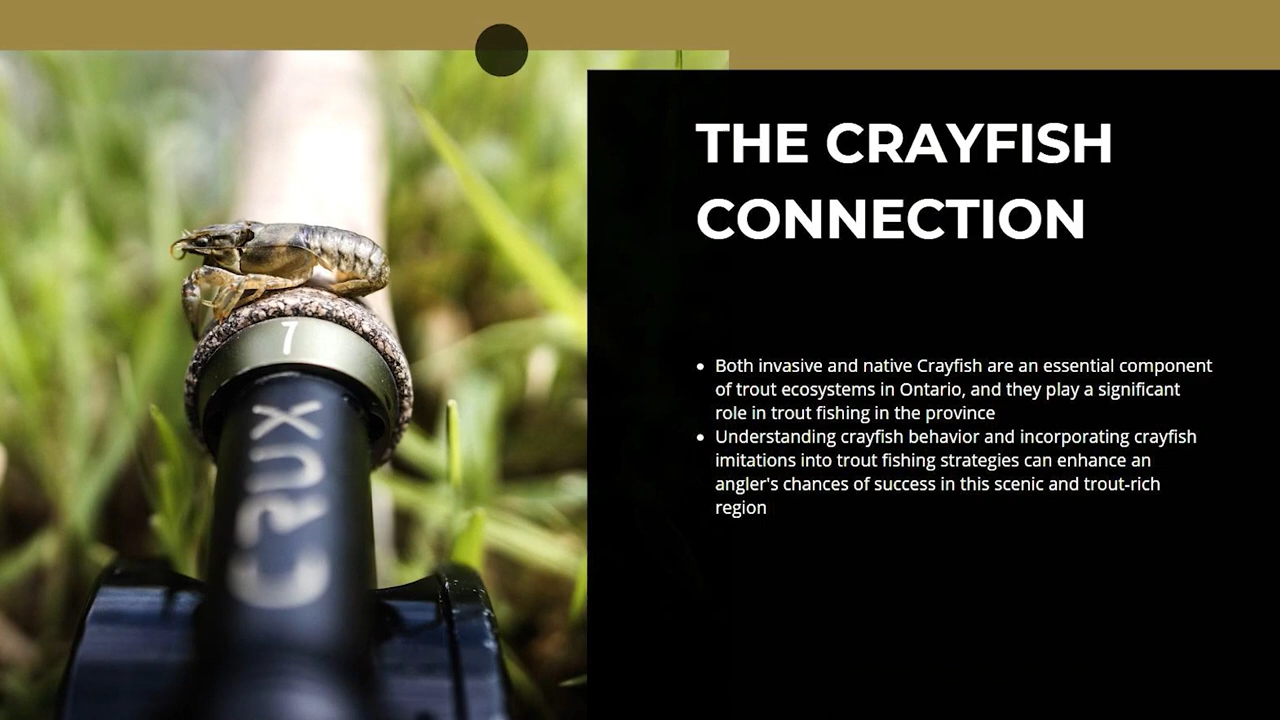 THE CRAYFISH
CONNECTION
• Both invasive and native Crayfish are an essential component
of trout ecosystems in Ontario, and they play a significant
role in trout fishing in the province
• Understanding crayfish behavior and incorporating crayfish
imitations into trout fishing strategies can enhance an
angler's chances of success in this scenic and trout-rich
region
7
CRUX